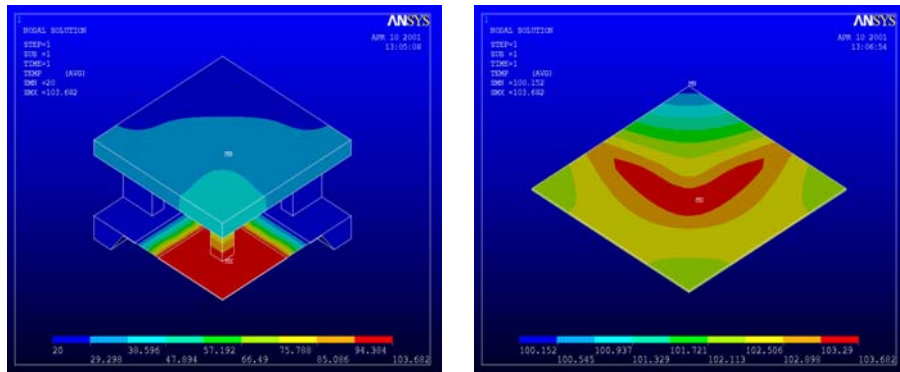 1
NODAL SOLUTION
STEP=1
SUB =1
TIME=1
TEMP (AVG)
SMN =20
SMX =103.682
ANSYS
APR 10 2001
13:05:08
MN
MX
20 38.596 57.192 75.788 94.384
29.298 47.894 66.49 85.086 103.682
1
NODAL SOLUTION
STEP=1
SUB =1
TIME=1
TEMP (AVG)
SMN =100.152
SMX =103.682
ANSYS
APR 10 2001
13:06:54
MN
MX
100.152 100.937 101.721 102.506 103.29
100.545 101.329 102.113 102.898 103.682